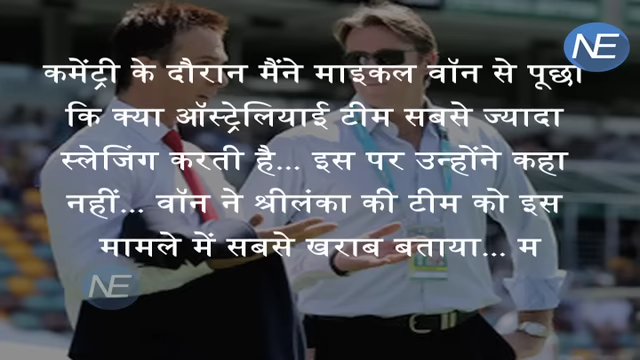 NE
कमेंट्री के दौरान मैंने माइकल वॉन से पूछा
कि क्या ऑस्ट्रेलियाई टीम सबसे ज्यादा
स्लेजिंग करती है... इस पर उन्होंने कहा
नहीं... वॉन ने श्रीलंका की टीम को इस
मामले में सबसे खराब बताया... म
NE